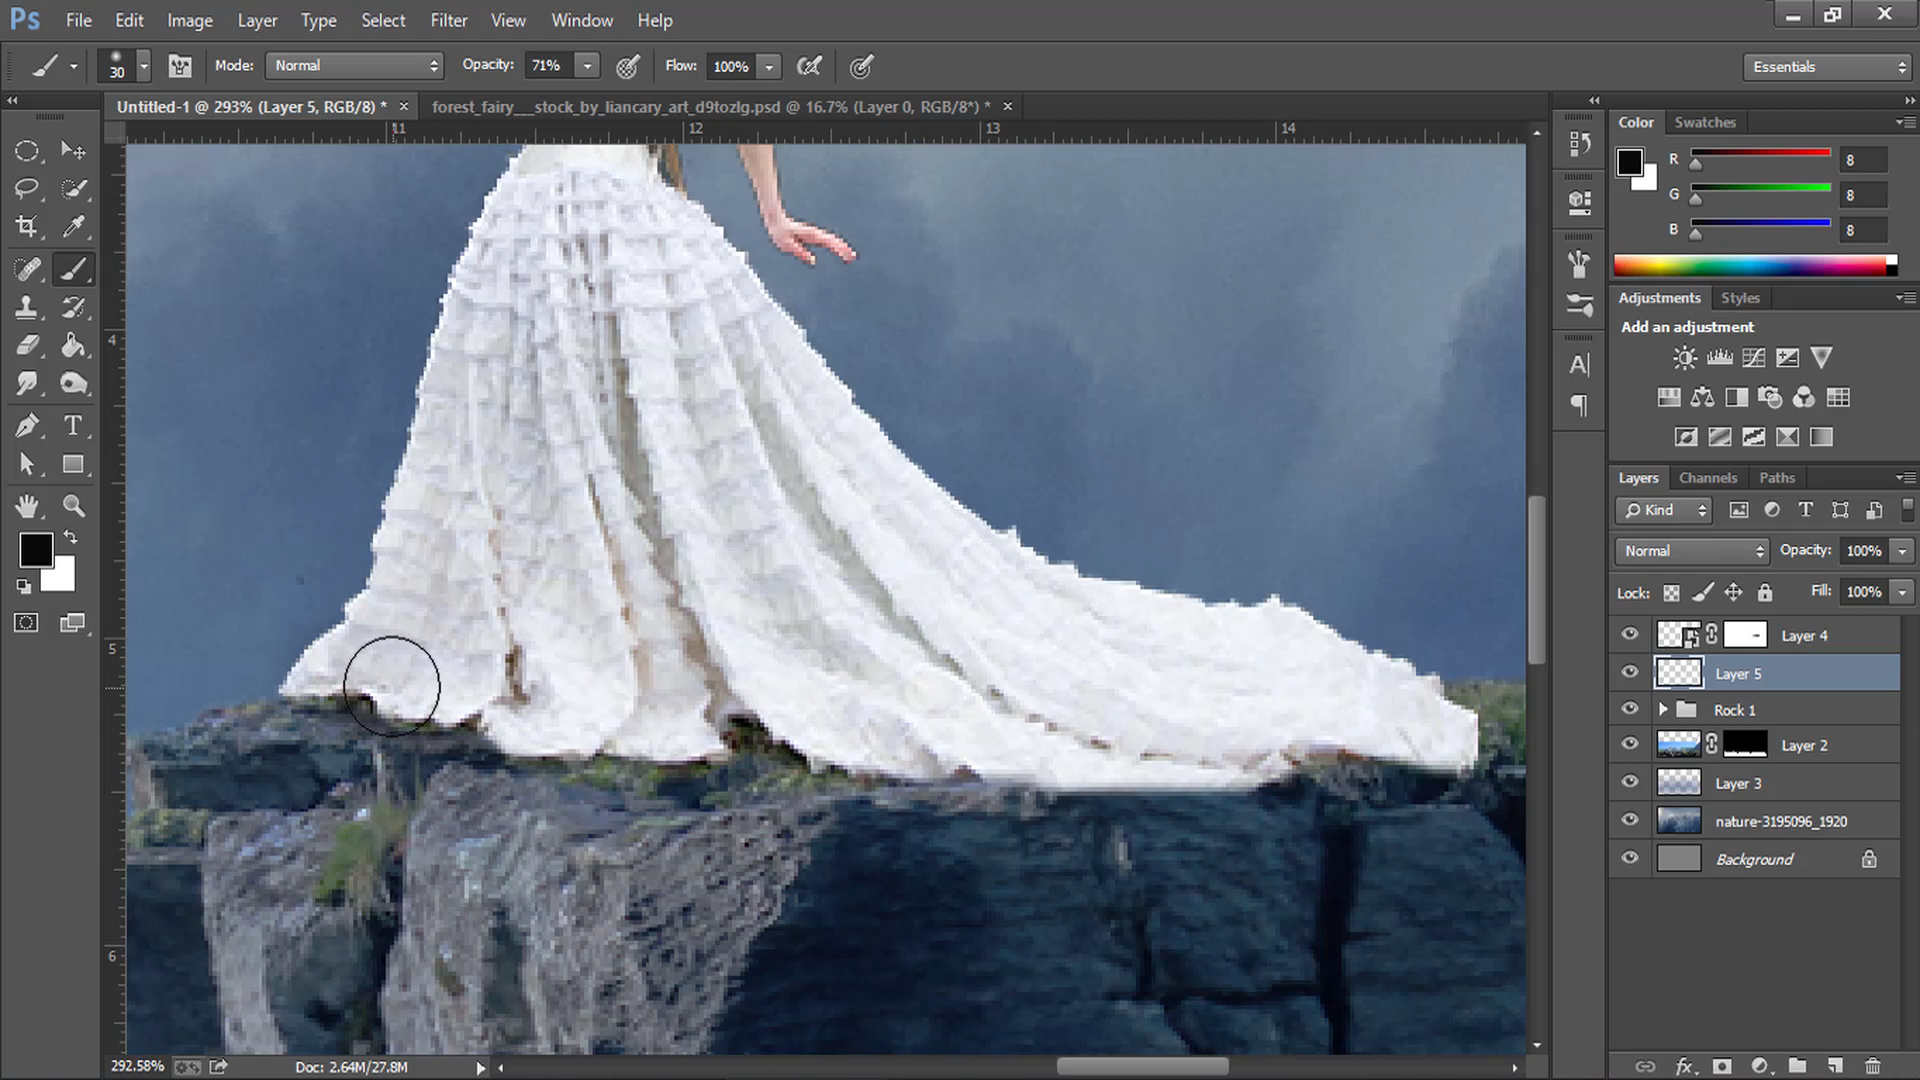 Ps File Edit Image Layer Type Select Filter View Window Help
30 Mode: Normal Opacity: 71% Flow: 100% Essentials
Untitled-1 @ 293% (Layer 5, RGB/8) * × forest_fairy___stock_by_liancary_art_d9tozlg.psd @ 16.7% (Layer 0, RGB/8*) * ×
11 12 13 14
Color Swatches
R 8
G 8
B 8
Adjustments Styles
Add an adjustment
4
5
6
Layers Channels Paths
Kind
Normal Opacity: 100%
Lock: Fill: 100%
Layer 4
Layer 5
Rock 1
Layer 2
Layer 3
nature-3195096_1920
Background
292.58% Doc: 2.64M/27.8M